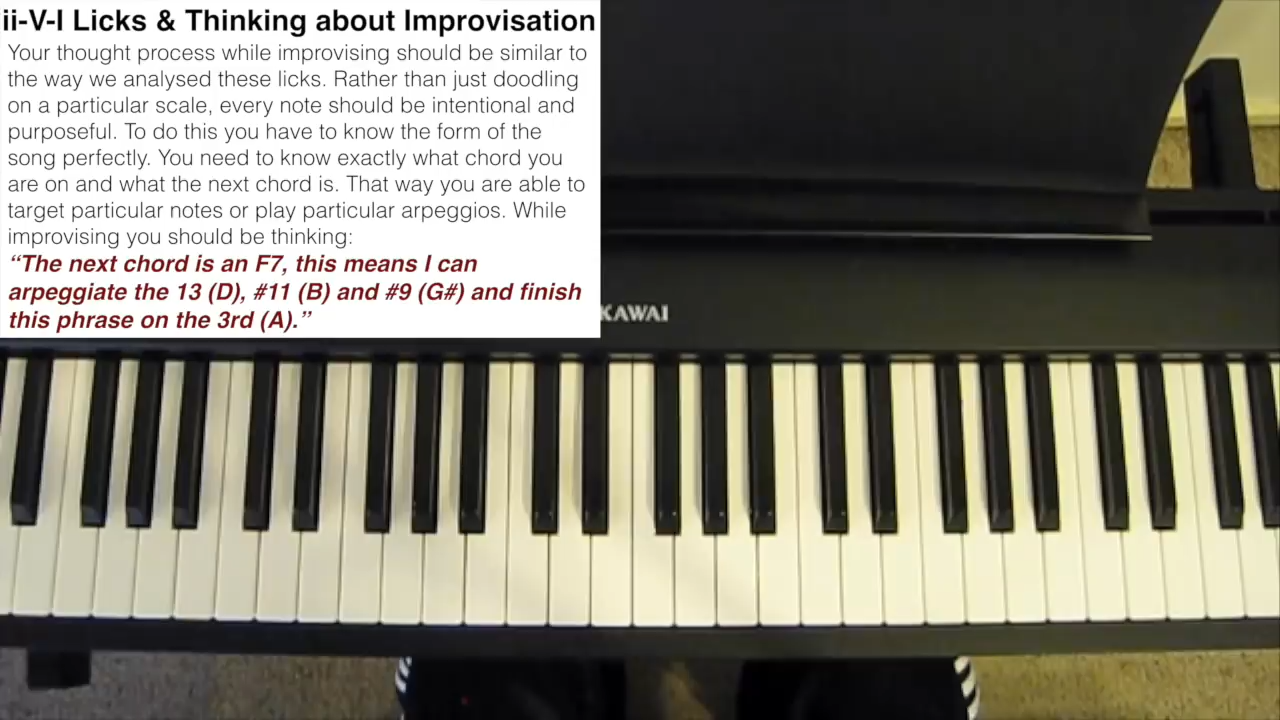 ii-V-I Licks & Thinking about Improvisation
Your thought process while improvising should be similar to
the way we analysed these licks. Rather than just doodling
on a particular scale, every note should be intentional and
purposeful. To do this you have to know the form of the
song perfectly. You need to know exactly what chord you
are on and what the next chord is. That way you are able to
target particular notes or play particular arpeggios. While
improvising you should be thinking:
“The next chord is an F7, this means I can
arpeggiate the 13 (D), #11 (B) and #9 (G#) and finish
this phrase on the 3rd (A).”
KAWAI